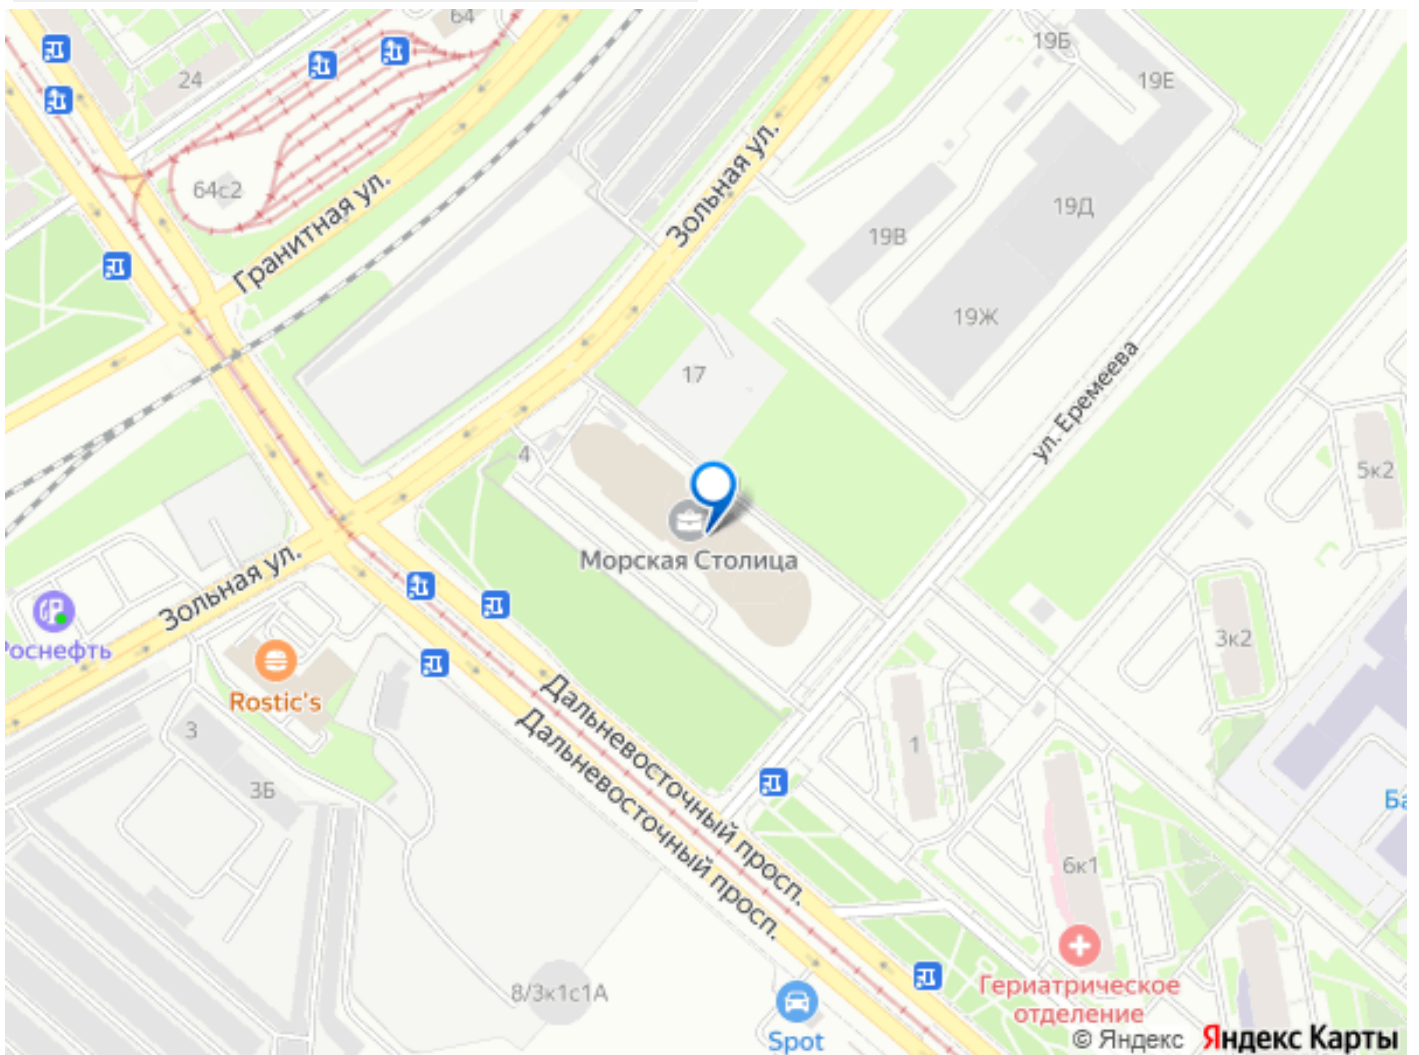 64
24
19Б
19Е
64с2
Гранитная ул.
Зольная ул.
19Д
19В
19Ж
17
ул. Еремеева
4
5к2
Морская Столица
Зольная ул.
Роснефть
3к2
Rostic's
3
3Б
1
Дальневосточный просп.
Дальневосточный просп.
Ба
6к1
8/3к1с1А
Гериатрическое
отделение
Spot
© Яндекс Яндекс Карты